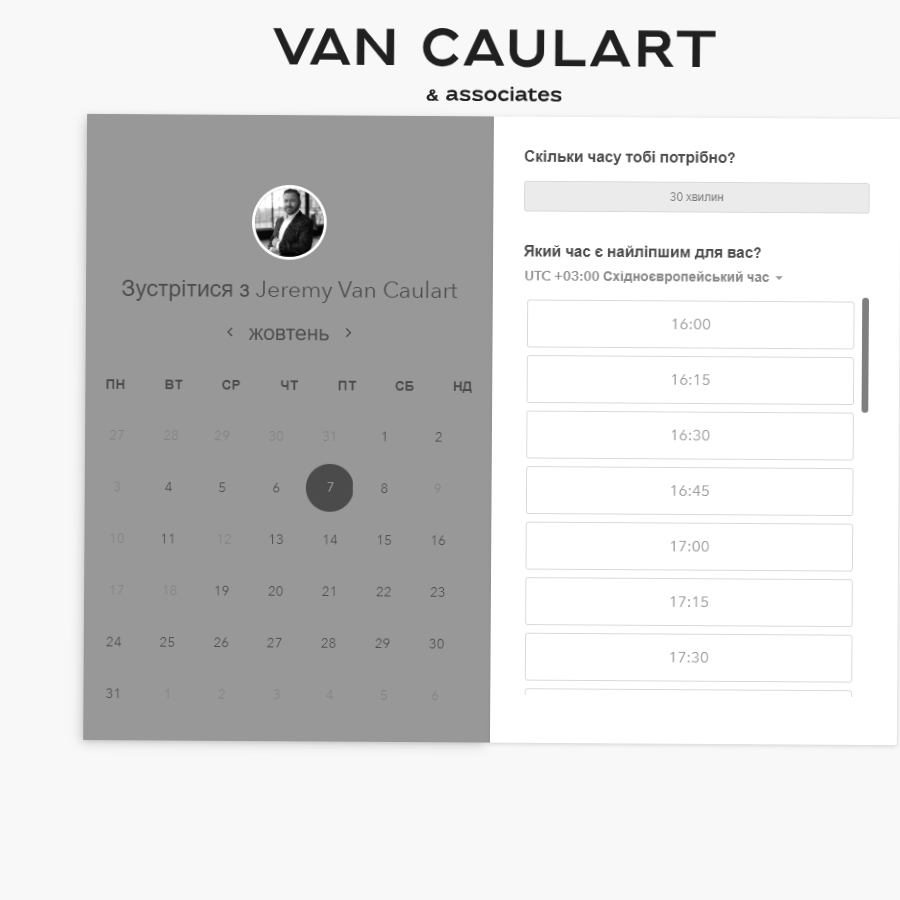 VAN CAULART
& associates
Зустрітися з Jeremy Van Caulart
жовтень
ПН ВТ СР ЧТ ПТ СБ НД
27 28 29 30 31 1 2
3 4 5 6 7 8 9
10 11 12 13 14 15 16
17 18 19 20 21 22 23
24 25 26 27 28 29 30
31 1 2 3 4 5 6
Скільки часу тобі потрібно?
30 хвилин
Який час є найліпшим для вас?
UTC +03:00 Східноєвропейський час
16:00
16:15
16:30
16:45
17:00
17:15
17:30